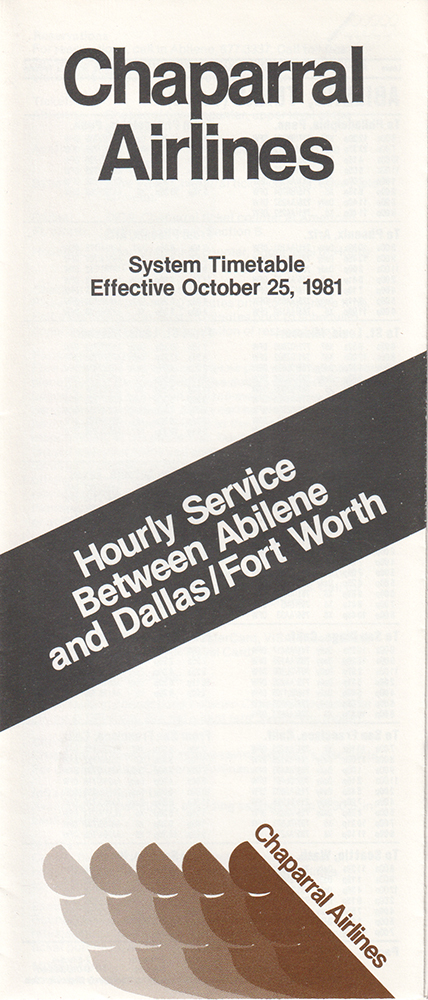 Chaparral
Airlines
System Timetable
Effective October 25, 1981
Hourly Service
Between Abilene
and Dallas/Fort Worth
Chaparral Airlines